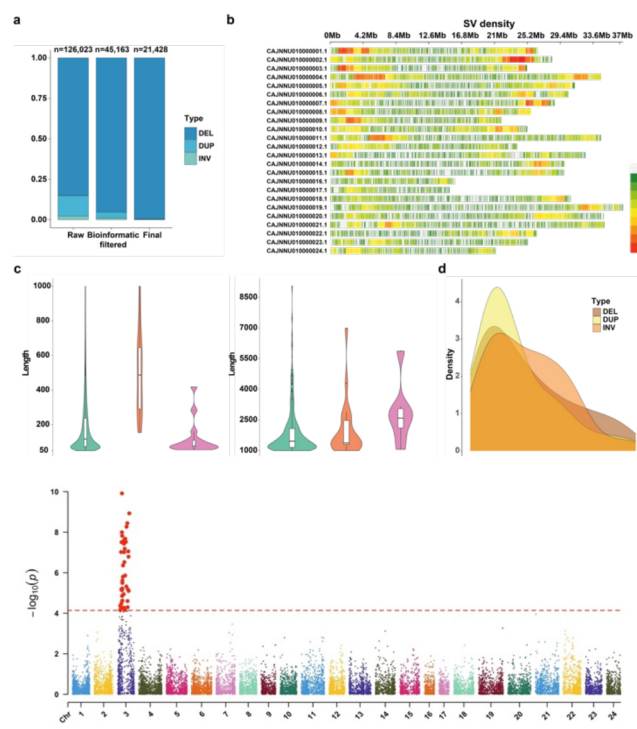 a
n=126,023 n=45,163 n=21,428
1.00
0.75
0.50
0.25
0.00
Raw Bioinformatic Final
filtered
Type
DEL
DUP
INV
b
SV density
0Mb 4.2Mb 8.4Mb 12.6Mb 16.8Mb 21Mb 25.2Mb 29.4Mb 33.6Mb 37Mb
CAJNNU010000001.1
CAJNNU010000002.1
CAJNNU010000003.1
CAJNNU010000004.1
CAJNNU010000005.1
CAJNNU010000006.1
CAJNNU010000007.1
CAJNNU010000008.1
CAJNNU010000009.1
CAJNNU010000010.1
CAJNNU010000011.1
CAJNNU010000012.1
CAJNNU010000013.1
CAJNNU010000014.1
CAJNNU010000015.1
CAJNNU010000016.1
CAJNNU010000017.1
CAJNNU010000018.1
CAJNNU010000019.1
CAJNNU010000020.1
CAJNNU010000021.1
CAJNNU010000022.1
CAJNNU010000023.1
CAJNNU010000024.1
c
Length
1000
800
600
400
200
50
Length
8500
7000
5500
4000
2500
1000
d
Density
4
3
2
1
0
Type
DEL
DUP
INV
−log10(p)
10
8
6
4
2
0
Chr 1 2 3 4 5 6 7 8 9 10 11 12 13 14 15 16 17 18 19 20 21 22 23 24